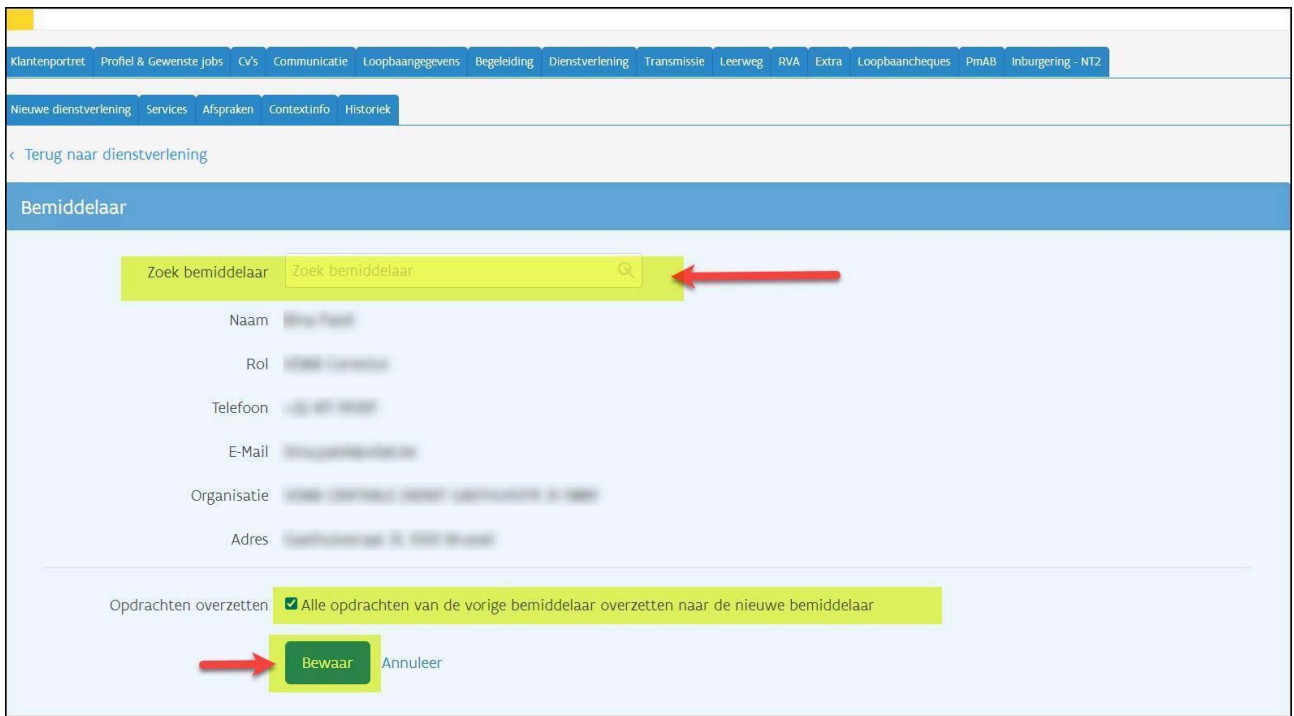 Klantenportret Profiel & Gewenste jobs Cv's Communicatie Loopbaangegevens Begeleiding Dienstverlening Transmissie Leerweg RVA Extra Loopbaancheques PmAB Inburgering - NT2
Nieuwe dienstverlening Services Afspraken Contextinfo Historiek
< Terug naar dienstverlening
Bemiddelaar
Zoek bemiddelaar Zoek bemiddelaar
Naam
Rol
Telefoon
E-Mail
Organisatie
Adres
Opdrachten overzetten Alle opdrachten van de vorige bemiddelaar overzetten naar de nieuwe bemiddelaar
Bewaar Annuleer